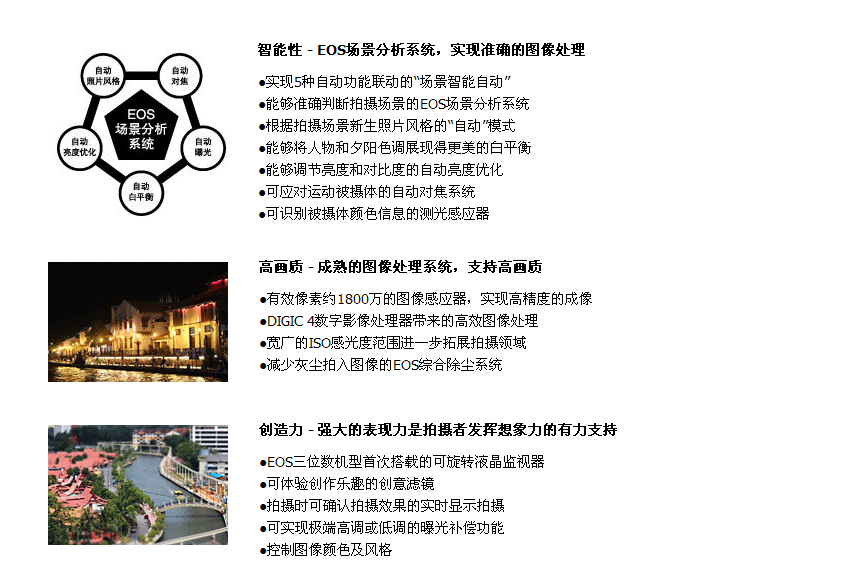 自动
照片风格
自动
对焦
EOS
场景分析
系统
自动
亮度优化
自动
曝光
自动
白平衡
智能性 - EOS场景分析系统，实现准确的图像处理
●实现5种自动功能联动的“场景智能自动”
●能够准确判断拍摄场景的EOS场景分析系统
●根据拍摄场景新生照片风格的“自动”模式
●能够将人物和夕阳色调展现得更美的白平衡
●能够调节亮度和对比度的自动亮度优化
●可应对运动被摄体的自动对焦系统
●可识别被摄体颜色信息的测光感应器
高画质 - 成熟的图像处理系统，支持高画质
●有效像素约1800万的图像感应器，实现高精度的成像
●DIGIC 4数字影像处理器带来的高效图像处理
●宽广的ISO感光度范围进一步拓展拍摄领域
●减少灰尘拍入图像的EOS综合除尘系统
创造力 - 强大的表现力是拍摄者发挥想象力的有力支持
●EOS三位数机型首次搭载的可旋转液晶监视器
●可体验创作乐趣的创意滤镜
●拍摄时可确认拍摄效果的实时显示拍摄
●可实现极端高调或低调的曝光补偿功能
●控制图像颜色及风格